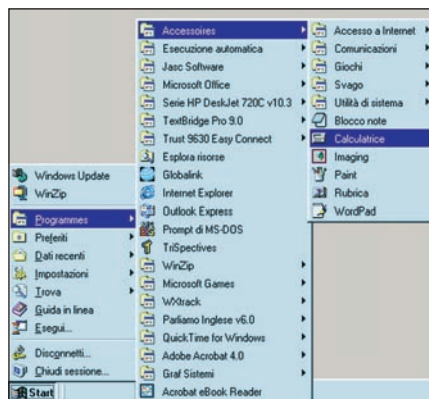 Windows Update
WinZip
Programmes
Preferiti
Dati recenti
Impostazioni
Trova
Guida in linea
Esegui...
Disconnetti...
Chiudi sessione...
Start
Accessoires
Esecuzione automatica
Jasc Software
Microsoft Office
Serie HP DeskJet 720C v10.3
TextBridge Pro 9.0
Trust 9630 Easy Connect
Esplora risorse
Globalink
Internet Explorer
Outlook Express
Prompt di MS-DOS
TriSpectives
WinZip
Microsoft Games
WXtrack
Parliamo Inglese v6.0
QuickTime for Windows
Adobe Acrobat 4.0
Graf Sistemi
Acrobat eBook Reader
Accesso a Internet
Comunicazioni
Giochi
Svago
Utilità di sistema
Blocco note
Calculatrice
Imaging
Paint
Rubrica
WordPad